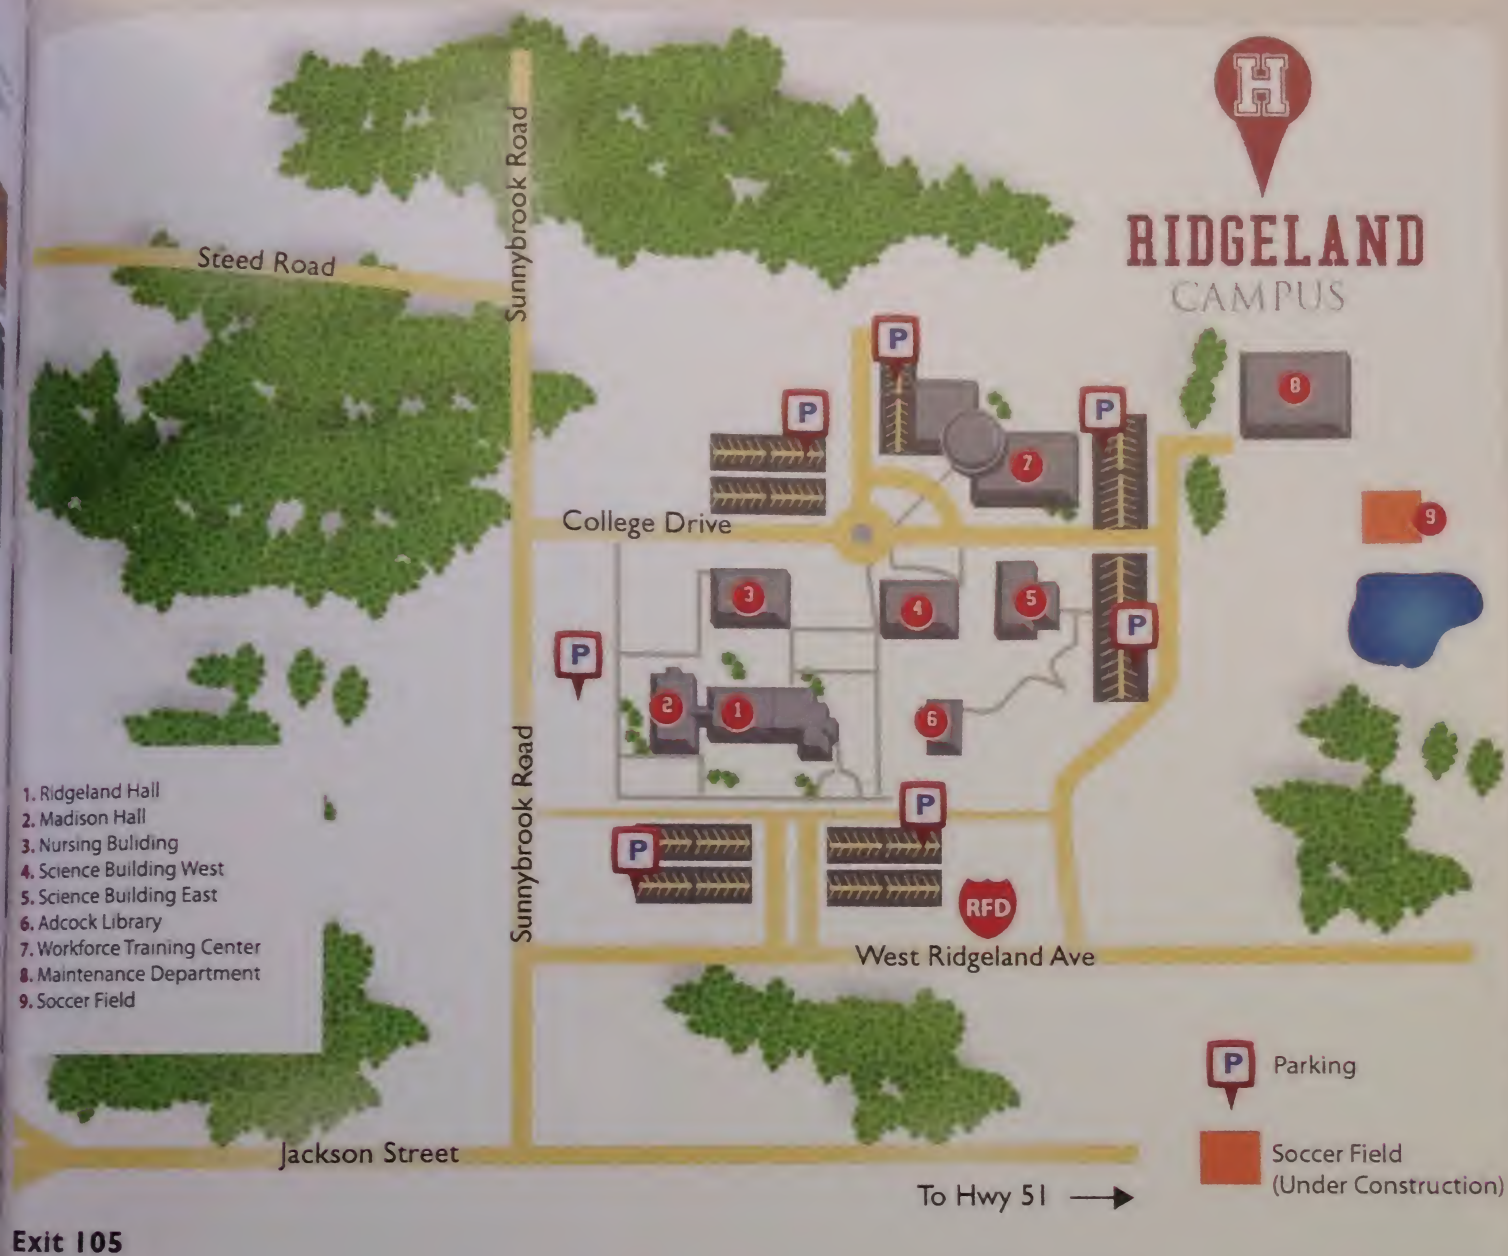 H
RIDGELAND
CAMPUS
Sunnybrook Road
Steed Road
P
P
P
8
7
9
College Drive
3
4
5
P
P
2
1
6
Sunnybrook Road
P
P
RFD
West Ridgeland Ave
1. Ridgeland Hall
2. Madison Hall
3. Nursing Buliding
4. Science Building West
5. Science Building East
6. Adcock Library
7. Workforce Training Center
8. Maintenance Department
9. Soccer Field
P Parking
Soccer Field
(Under Construction)
Jackson Street
To Hwy 51
Exit 105